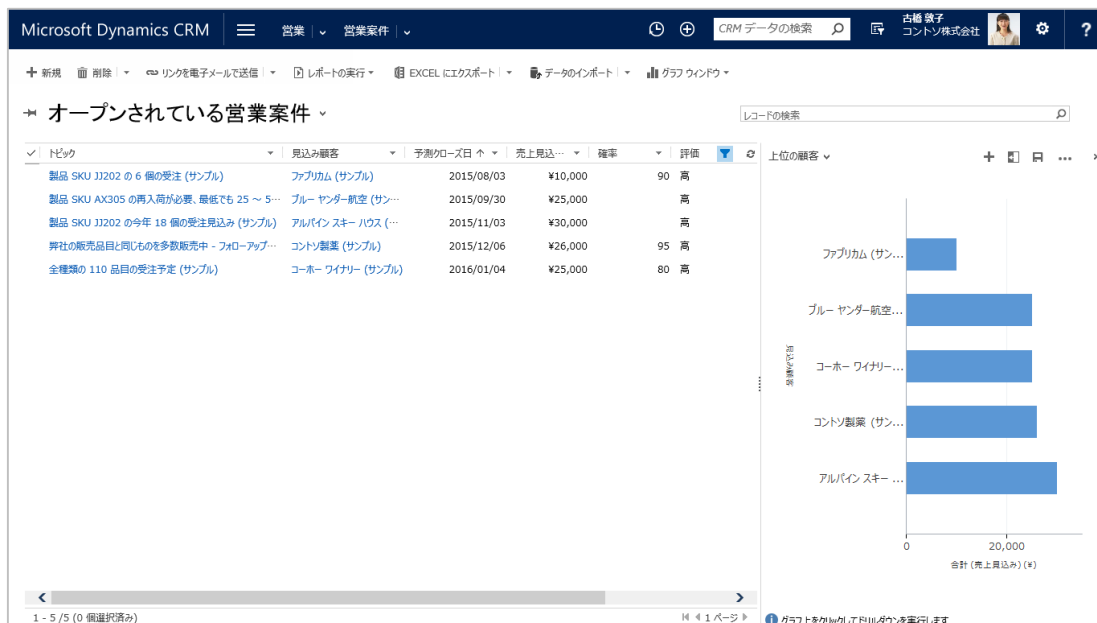 Microsoft Dynamics CRM 営業 営業案件 CRM データの検索 古橋 敦子 コントソ株式会社 ?
新規 削除 リンクを電子メールで送信 レポートの実行 EXCEL にエクスポート データのインポート グラフ ウィンドウ
オープンされている営業案件
レコードの検索
トピック 見込み顧客 予測クローズ日 ↑ 売上見込… 確率 評価
製品 SKU JJ202 の 6 個の受注 (サンプル) ファブリカム (サンプル) 2015/08/03 ¥10,000 90 高
製品 SKU AX305 の再入荷が必要、最低でも 25 ～ 5… ブルー ヤンダー航空 (サン… 2015/09/30 ¥25,000 高
製品 SKU JJ202 の今年 18 個の受注見込み (サンプル) アルパイン スキー ハウス (… 2015/11/03 ¥30,000 高
弊社の販売品目と同じものを多数販売中 - フォローアップ… コントソ製薬 (サンプル) 2015/12/06 ¥26,000 95 高
全種類の 110 品目の受注予定 (サンプル) コーホー ワイナリー (サンプル) 2016/01/04 ¥25,000 80 高
1 - 5 /5 (0 個選択済み) 1 ページ
上位の顧客
ファブリカム (サン...
ブルー ヤンダー航空...
コーホー ワイナリー...
コントソ製薬 (サン...
アルパイン スキー ...
見込み顧客
0 20,000
合計 (売上見込み) (¥)
グラフ上をクリックしてドリルダウンを実行します